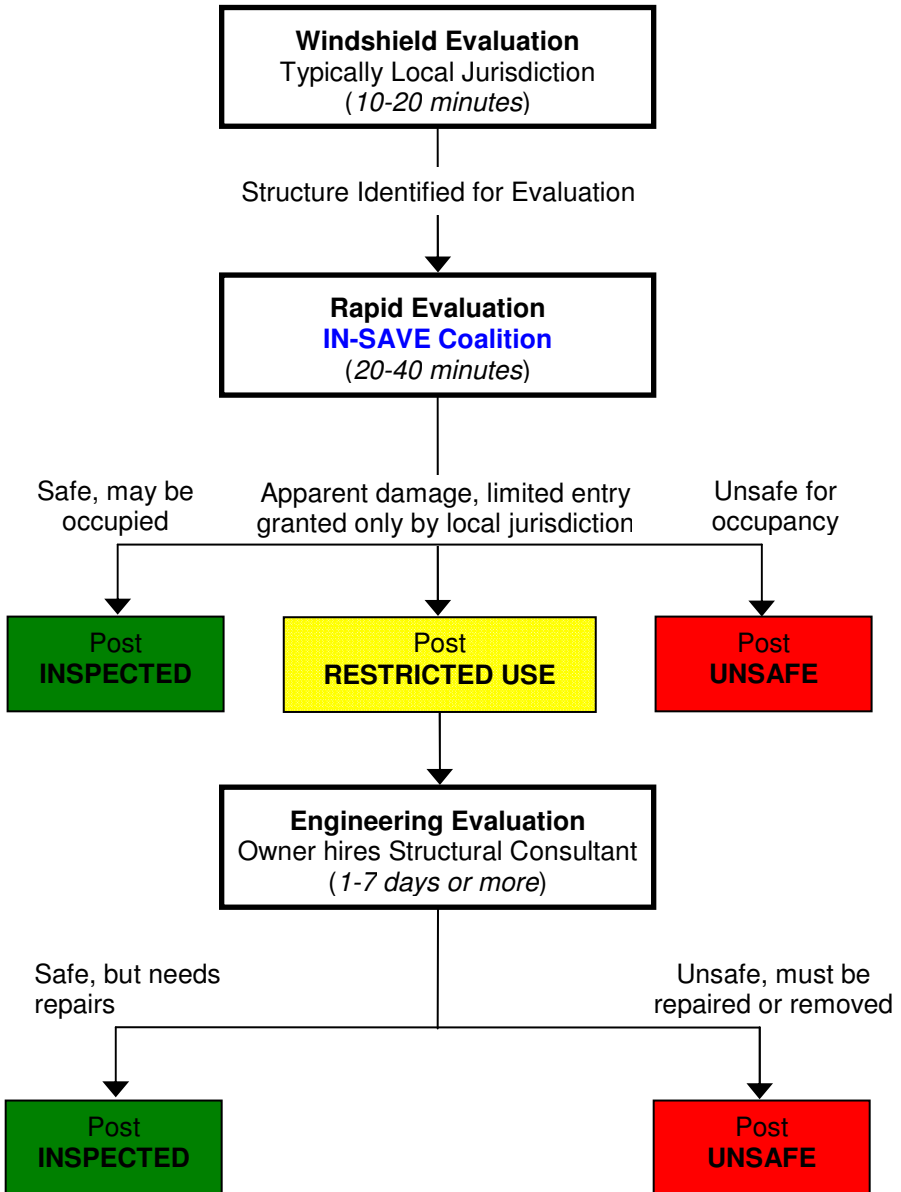 Windshield Evaluation
Typically Local Jurisdiction
(10-20 minutes)
Structure Identified for Evaluation
Rapid Evaluation
IN-SAVE Coalition
(20-40 minutes)
Safe, may be
occupied
Apparent damage, limited entry
granted only by local jurisdiction
Unsafe for
occupancy
Post
INSPECTED
Post
RESTRICTED USE
Post
UNSAFE
Engineering Evaluation
Owner hires Structural Consultant
(1-7 days or more)
Safe, but needs
repairs
Unsafe, must be
repaired or removed
Post
INSPECTED
Post
UNSAFE